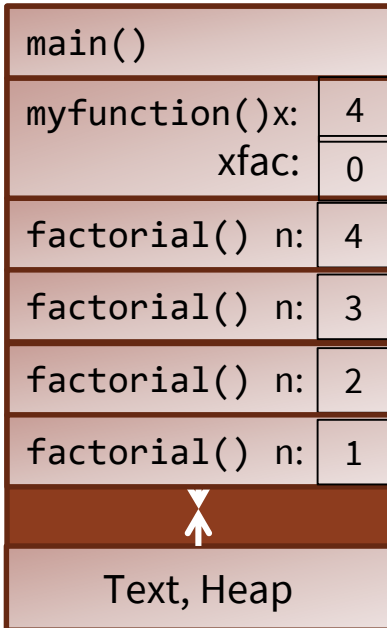 main()
myfunction()x: 4
xfac: 0
factorial() n: 4
factorial() n: 3
factorial() n: 2
factorial() n: 1
Text, Heap